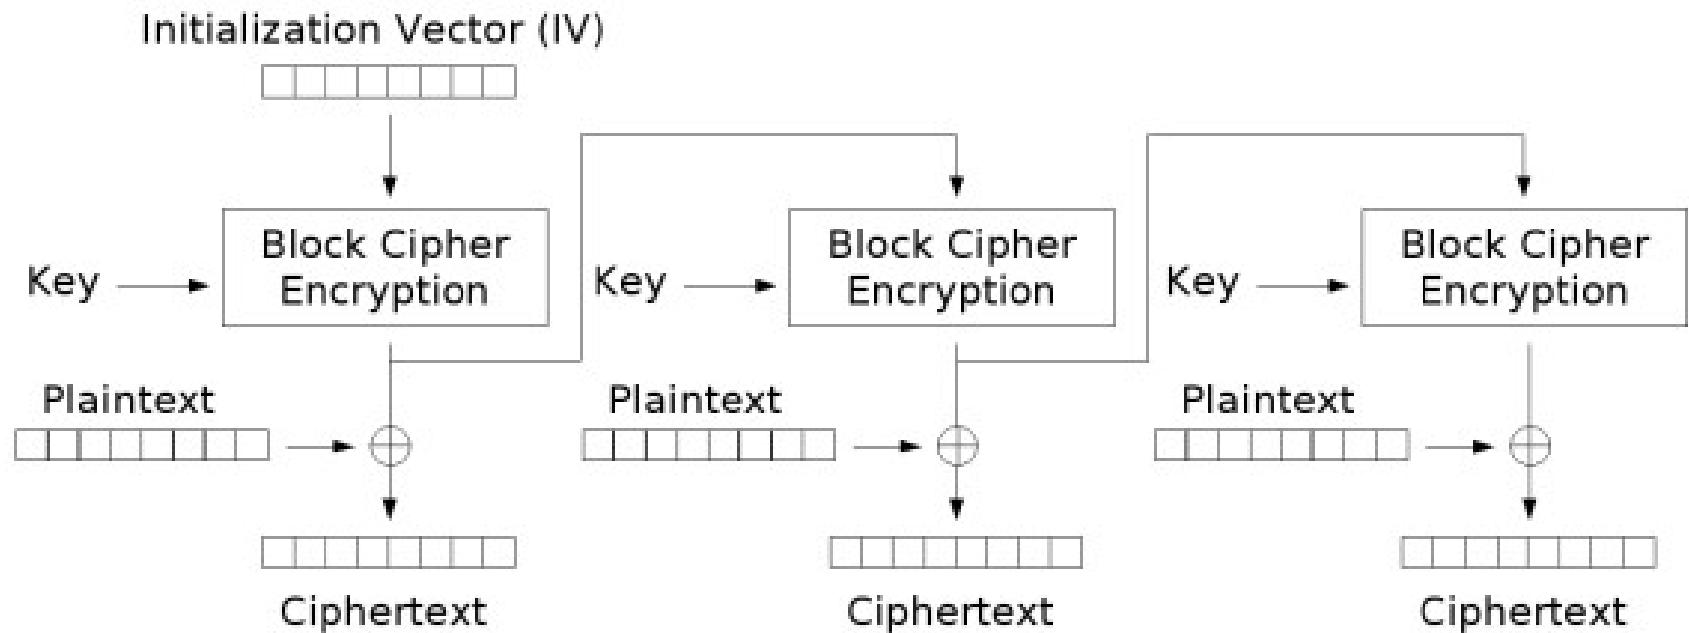 Initialization Vector (IV)
Block Cipher
Encryption
Key
Block Cipher
Encryption
Key
Block Cipher
Encryption
Key
Plaintext
Plaintext
Plaintext
Ciphertext
Ciphertext
Ciphertext